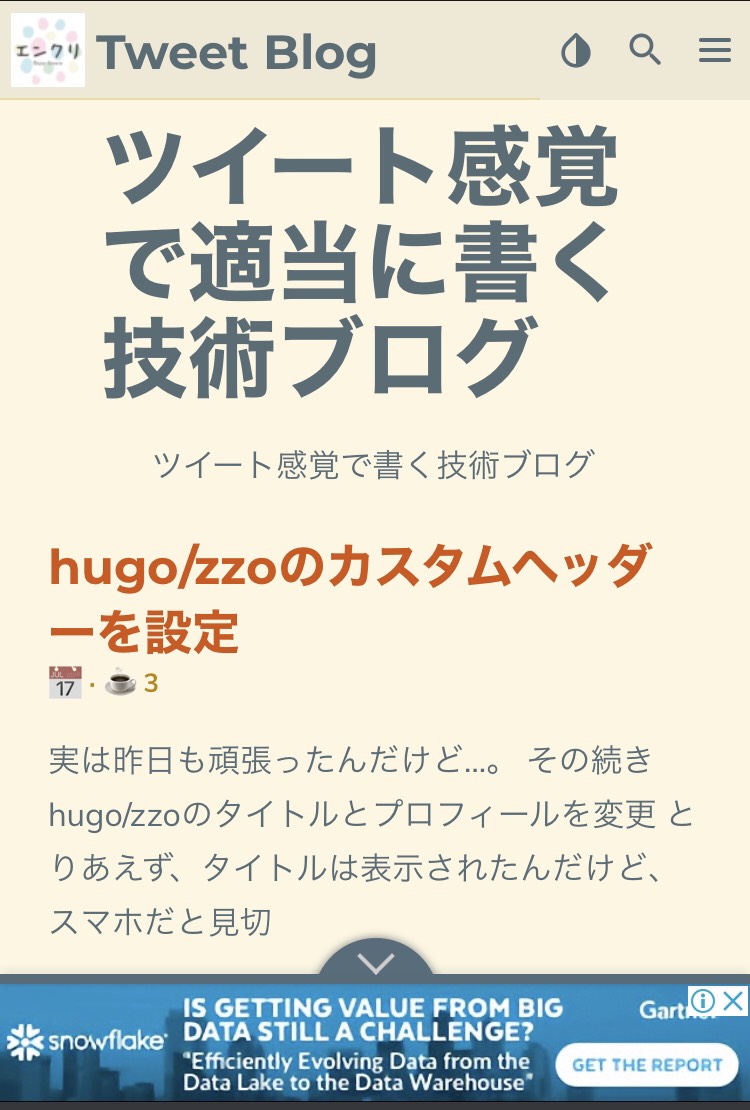 エンクリ
Tweet Blog
ツイート感覚
で適当に書く
技術ブログ
ツイート感覚で書く技術ブログ
hugo/zzoのカスタムヘッダ
ーを設定
📅 · ☕ 3
JUL
17
実は昨日も頑張ったんだけど...。 その続き
hugo/zzoのタイトルとプロフィールを変更 と
りあえず、タイトルは表示されたんだけど、
スマホだと見切
snowflake
IS GETTING VALUE FROM BIG
DATA STILL A CHALLENGE?
"Efficiently Evolving Data from the
Data Lake to the Data Warehouse"
GET THE REPORT